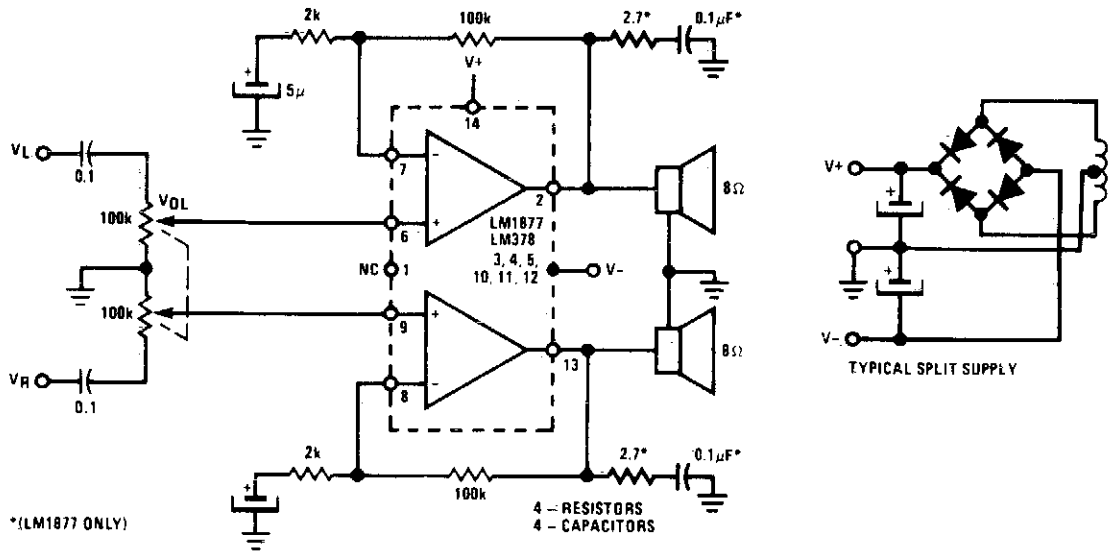 2k
100k
2.7*
0.1µF*
V+
14
+
5µ
VL
0.1
100k
VOL
7
−
2
8Ω
6
+
LM1877
LM378
3, 4, 5,
10, 11, 12
V−
NC
1
100k
9
+
13
8Ω
8
−
VR
0.1
2k
100k
2.7*
0.1µF*
+
4 – RESISTORS
4 – CAPACITORS
*(LM1877 ONLY)
V+
+
+
V−
TYPICAL SPLIT SUPPLY